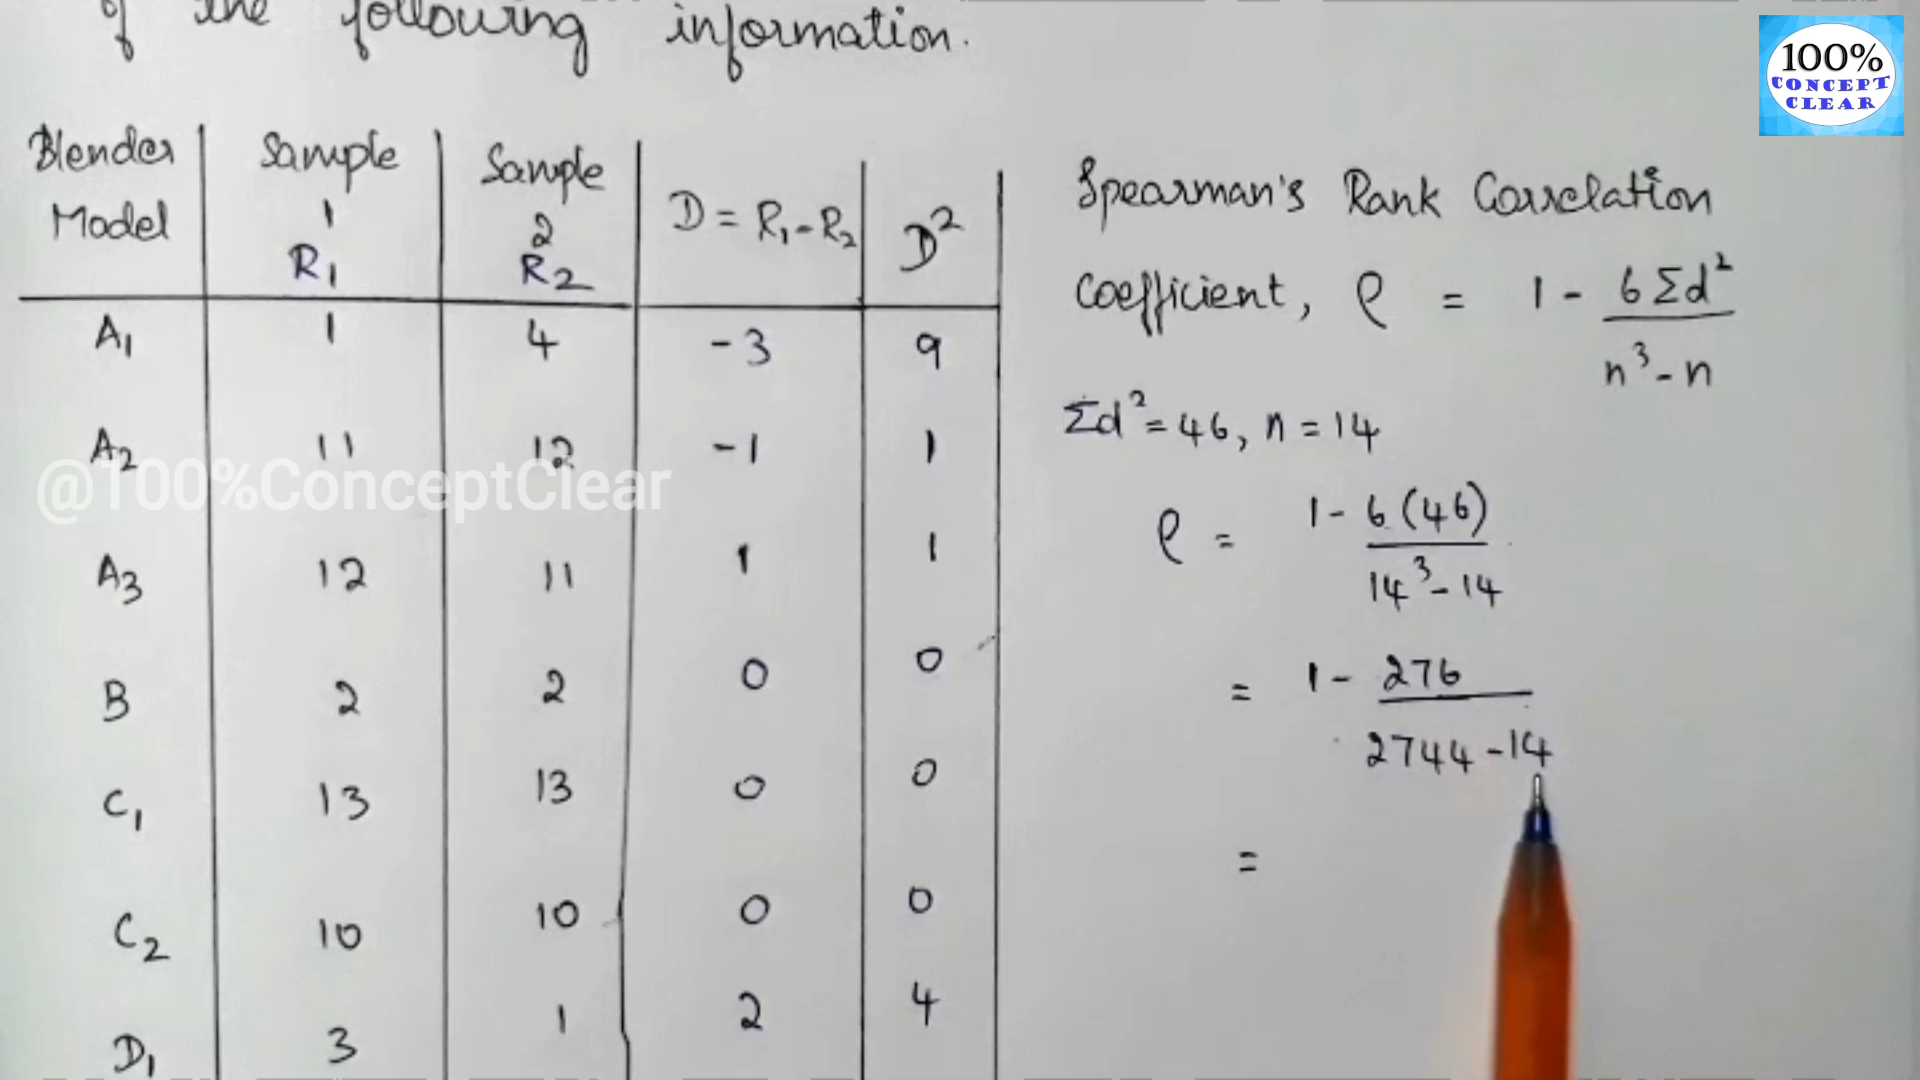 of the following information.
100%
CONCEPT
CLEAR
Blender Model | Sample 1 R₁ | Sample 2 R₂ | D = R₁ - R₂ | D²
A₁ | 1 | 4 | -3 | 9
A₂ | 11 | 12 | -1 | 1
A₃ | 12 | 11 | 1 | 1
B | 2 | 2 | 0 | 0
C₁ | 13 | 13 | 0 | 0
C₂ | 10 | 10 | 0 | 0
D₁ | 3 | 1 | 2 | 4
@100%ConceptClear
Spearman's Rank Correlation
Coefficient, ρ = 1 - 6 Σd² / n³ - n
Σd² = 46, n = 14
ρ = 1 - 6 (46) / 14³ - 14
= 1 - 276 / 2744 - 14
=